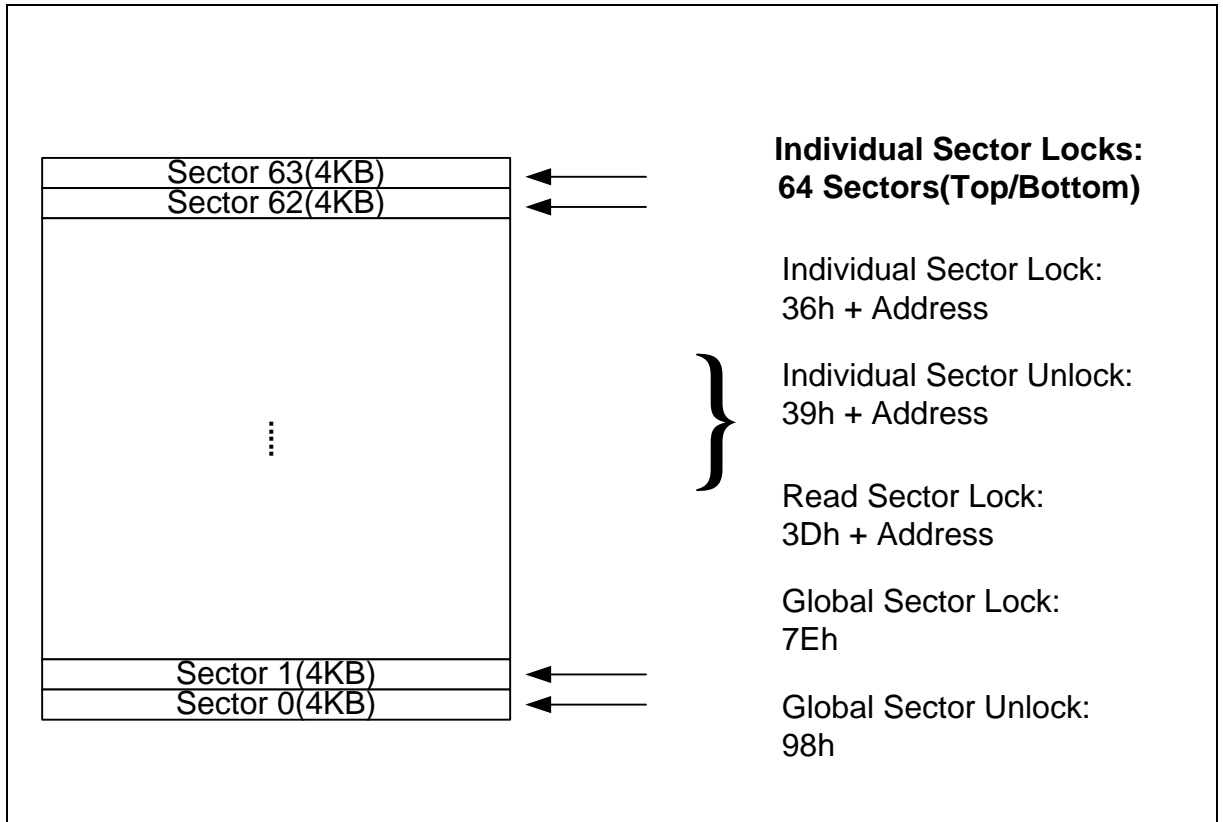 Sector 63(4KB)
Sector 62(4KB)
Sector 1(4KB)
Sector 0(4KB)
Individual Sector Locks:
64 Sectors(Top/Bottom)
Individual Sector Lock:
36h + Address
Individual Sector Unlock:
39h + Address
Read Sector Lock:
3Dh + Address
Global Sector Lock:
7Eh
Global Sector Unlock:
98h